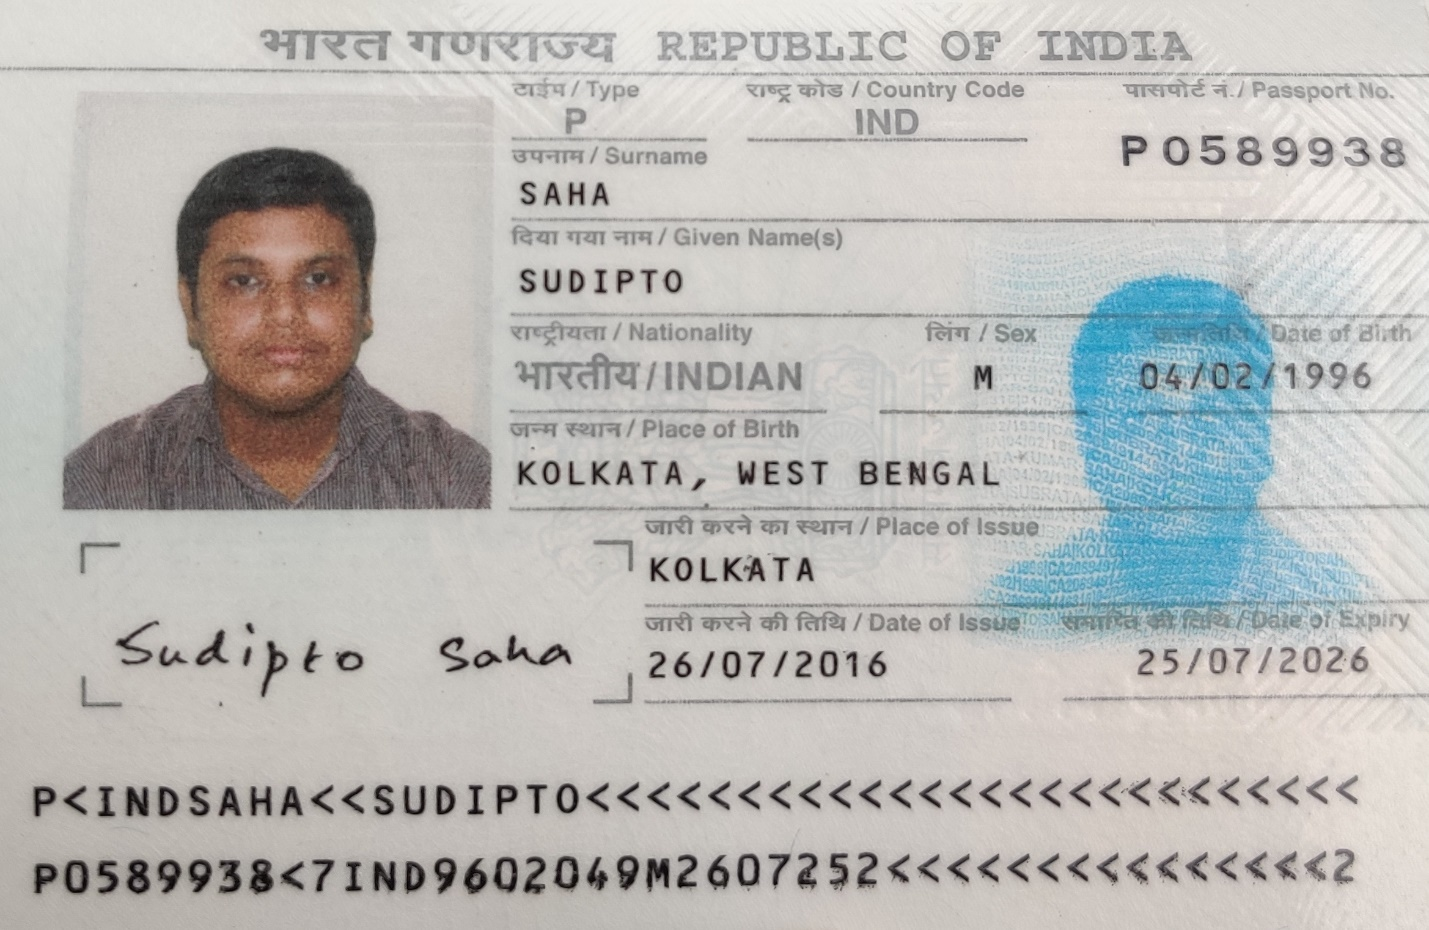 भारत गणराज्य REPUBLIC OF INDIA
टाईप / Type राष्ट्र कोड / Country Code पासपोर्ट नं. / Passport No.
P IND P0589938
उपनाम / Surname
SAHA
दिया गया नाम / Given Name(s)
SUDIPTO
राष्ट्रीयता / Nationality लिंग / Sex जन्मतिथि / Date of Birth
भारतीय / INDIAN M 04/02/1996
जन्म स्थान / Place of Birth
KOLKATA, WEST BENGAL
जारी करने का स्थान / Place of Issue
KOLKATA
जारी करने की तिथि / Date of Issue समाप्ति की तिथि / Date of Expiry
26/07/2016 25/07/2026
Sudipto Saha
P<INDSAHA<<SUDIPTO<<<<<<<<<<<<<<<<<<<<<<<<<
P0589938<7IND9602049M2607252<<<<<<<<<<<<<<<2